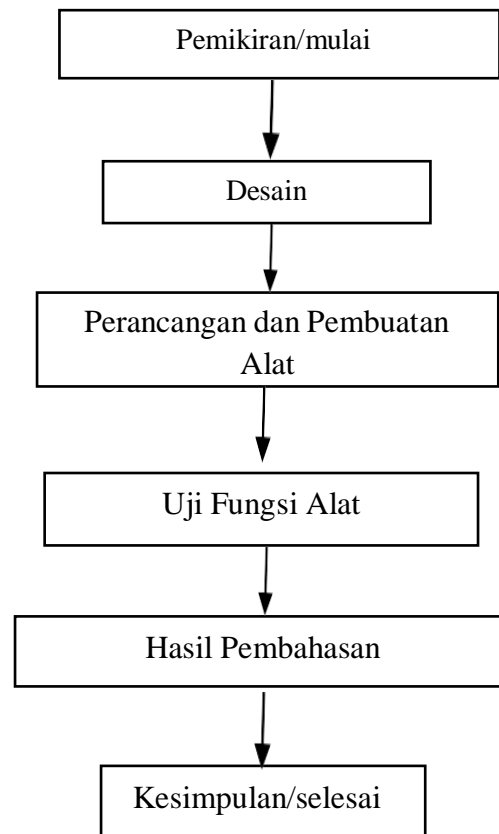 Pemikiran/mulai
Desain
Perancangan dan Pembuatan
Alat
Uji Fungsi Alat
Hasil Pembahasan
Kesimpulan/selesai